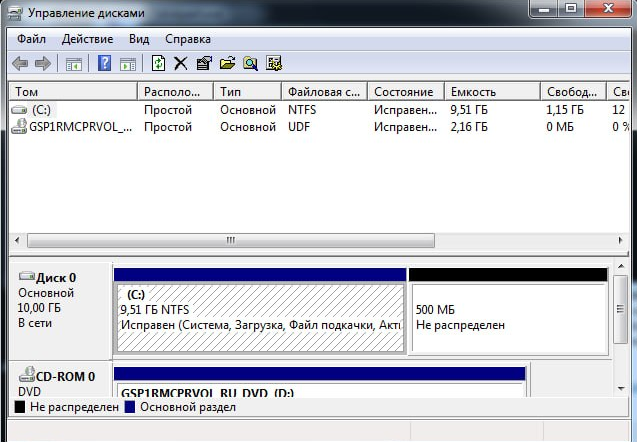 Управление дисками
Файл Действие Вид Справка
Том Располо... Тип Файловая с... Состояние Емкость Свобод... Сво
(C:) Простой Основной NTFS Исправен... 9,51 ГБ 1,15 ГБ 12
GSP1RMCPRVOL_... Простой Основной UDF Исправен... 2,16 ГБ 0 МБ 0 %
Диск 0
Основной
10,00 ГБ
В сети
(C:)
9,51 ГБ NTFS
Исправен (Система, Загрузка, Файл подкачки, Акти
500 МБ
Не распределен
CD-ROM 0
DVD
GSP1RMCPRVOL_RU_DVD (D:)
Не распределен Основной раздел